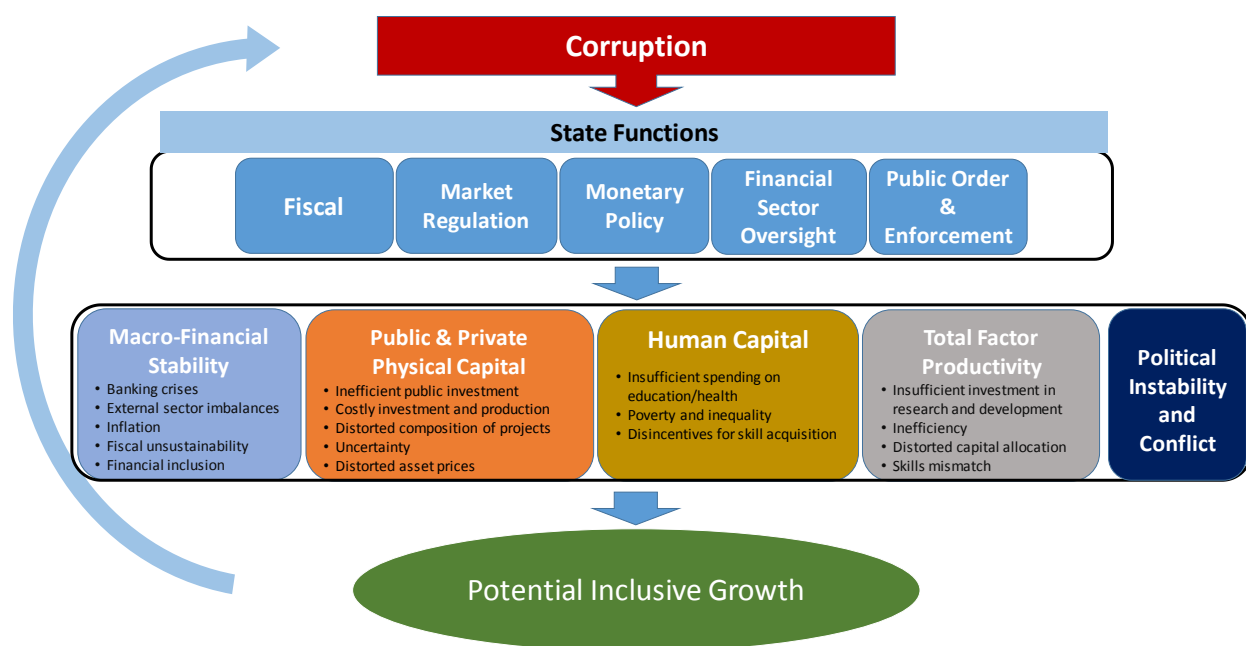 Corruption
State Functions
Fiscal
Market
Regulation
Monetary
Policy
Financial
Sector
Oversight
Public Order
&
Enforcement
Macro-Financial
Stability
• Banking crises
• External sector imbalances
• Inflation
• Fiscal unsustainability
• Financial inclusion
Public & Private
Physical Capital
• Inefficient public investment
• Costly investment and production
• Distorted composition of projects
• Uncertainty
• Distorted asset prices
Human Capital
• Insufficient spending on
education/health
• Poverty and inequality
• Disincentives for skill acquisition
Total Factor
Productivity
• Insufficient investment in
research and development
• Inefficiency
• Distorted capital allocation
• Skills mismatch
Political
Instability
and
Conflict
Potential Inclusive Growth